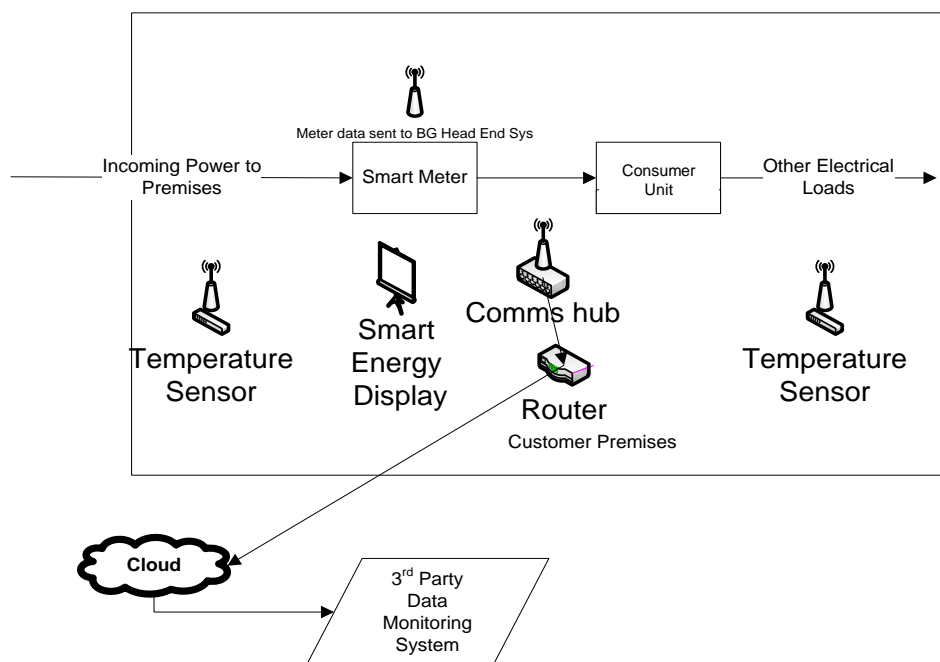 Meter data sent to BG Head End Sys
Incoming Power to
Premises
Smart Meter
Consumer
Unit
Other Electrical
Loads
Temperature
Sensor
Smart
Energy
Display
Comms hub
Router
Customer Premises
Temperature
Sensor
Cloud
3rd Party
Data
Monitoring
System